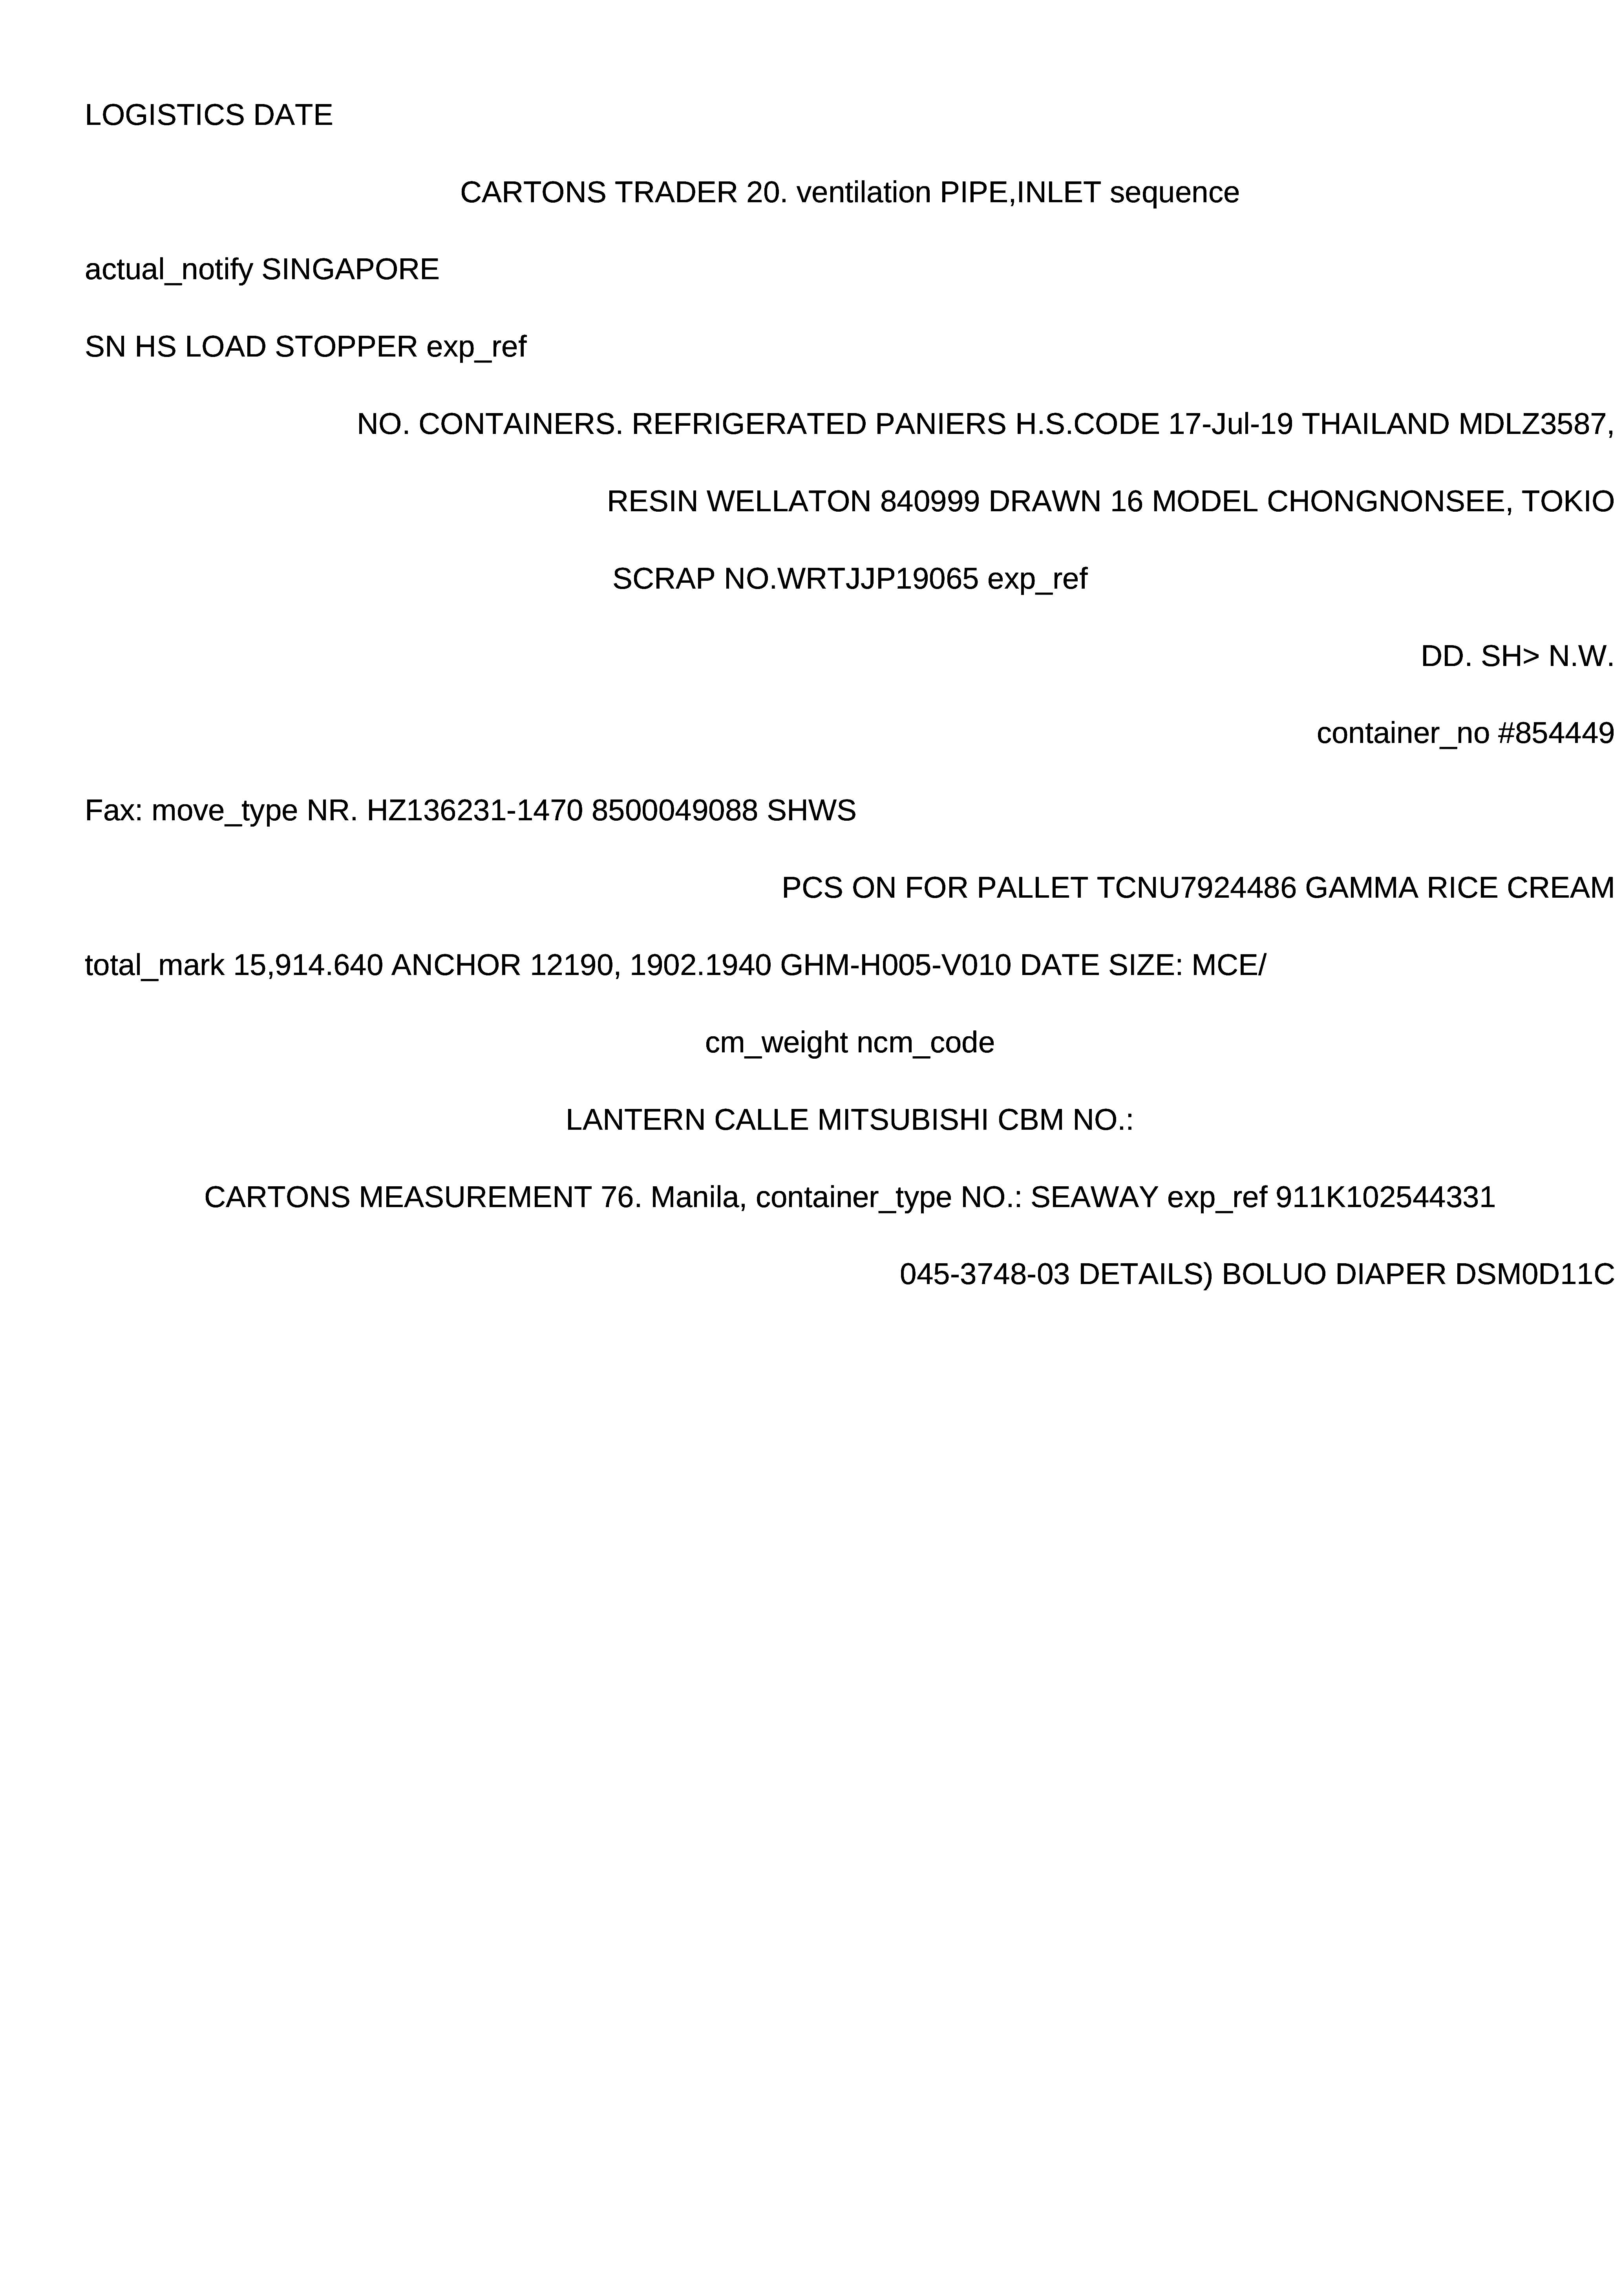 LOGISTICS DATE
CARTONS TRADER 20. ventilation PIPE,INLET sequence
actual_notify SINGAPORE
SN HS LOAD STOPPER exp_ref
NO. CONTAINERS. REFRIGERATED PANIERS H.S.CODE 17-Jul-19 THAILAND MDLZ3587,
RESIN WELLATON 840999 DRAWN 16 MODEL CHONGNONSEE, TOKIO
SCRAP NO.WRTJJP19065 exp_ref
DD. SH> N.W.
container_no #854449
Fax: move_type NR. HZ136231-1470 8500049088 SHWS
PCS ON FOR PALLET TCNU7924486 GAMMA RICE CREAM
total_mark 15,914.640 ANCHOR 12190, 1902.1940 GHM-H005-V010 DATE SIZE: MCE/
cm_weight ncm_code
LANTERN CALLE MITSUBISHI CBM NO.:
CARTONS MEASUREMENT 76. Manila, container_type NO.: SEAWAY exp_ref 911K102544331
045-3748-03 DETAILS) BOLUO DIAPER DSM0D11C